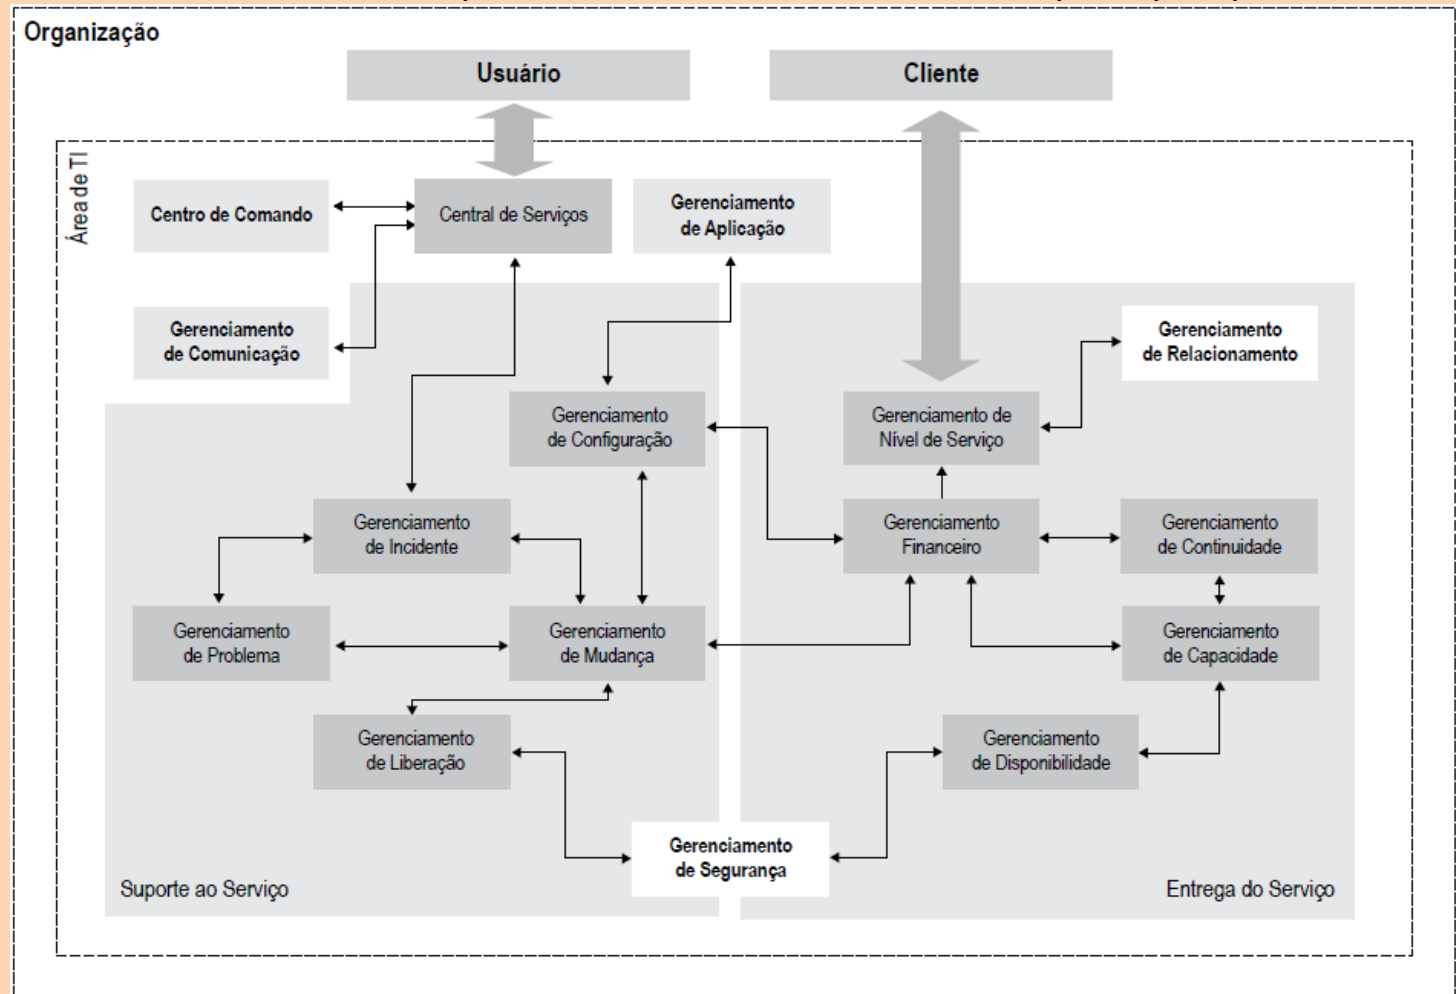 Organização
Usuário
Cliente
Área de TI
Centro de Comando
Central de Serviços
Gerenciamento
de Aplicação
Gerenciamento
de Comunicação
Gerenciamento
de Relacionamento
Gerenciamento
de Configuração
Gerenciamento de
Nível de Serviço
Gerenciamento
de Incidente
Gerenciamento
Financeiro
Gerenciamento
de Continuidade
Gerenciamento
de Problema
Gerenciamento
de Mudança
Gerenciamento
de Capacidade
Gerenciamento
de Liberação
Gerenciamento
de Disponibilidade
Gerenciamento
de Segurança
Suporte ao Serviço
Entrega do Serviço